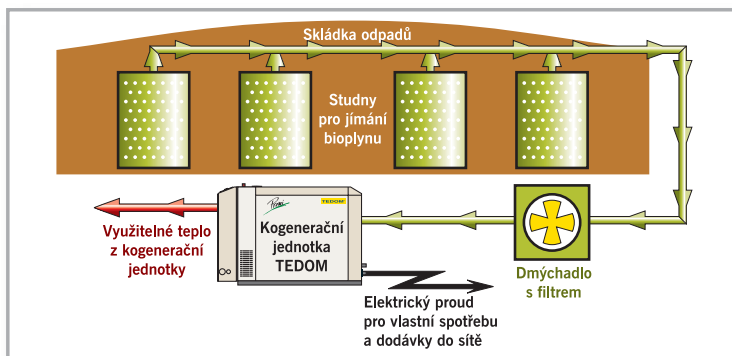 Skládka odpadů
Studny
pro jímání
bioplynu
Využitelné teplo
z kogenerační
jednotky
TEDOM
Kogenerační
jednotka
TEDOM
Elektrický proud
pro vlastní spotřebu
a dodávky do sítě
Dmýchadlo
s filtrem